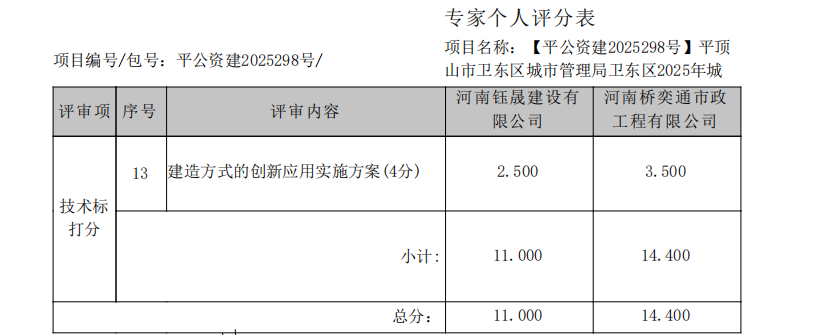 专家个人评分表
项目编号/包号：平公资建2025298号/
项目名称：【平公资建2025298号】平顶
山市卫东区城市管理局卫东区2025年城
评审项 序号 评审内容 河南钰晟建设有 河南桥奕通市政
限公司 工程有限公司
13 建造方式的创新应用实施方案(4分) 2.500 3.500
技术标
打分
小计: 11.000 14.400
总分： 11.000 14.400